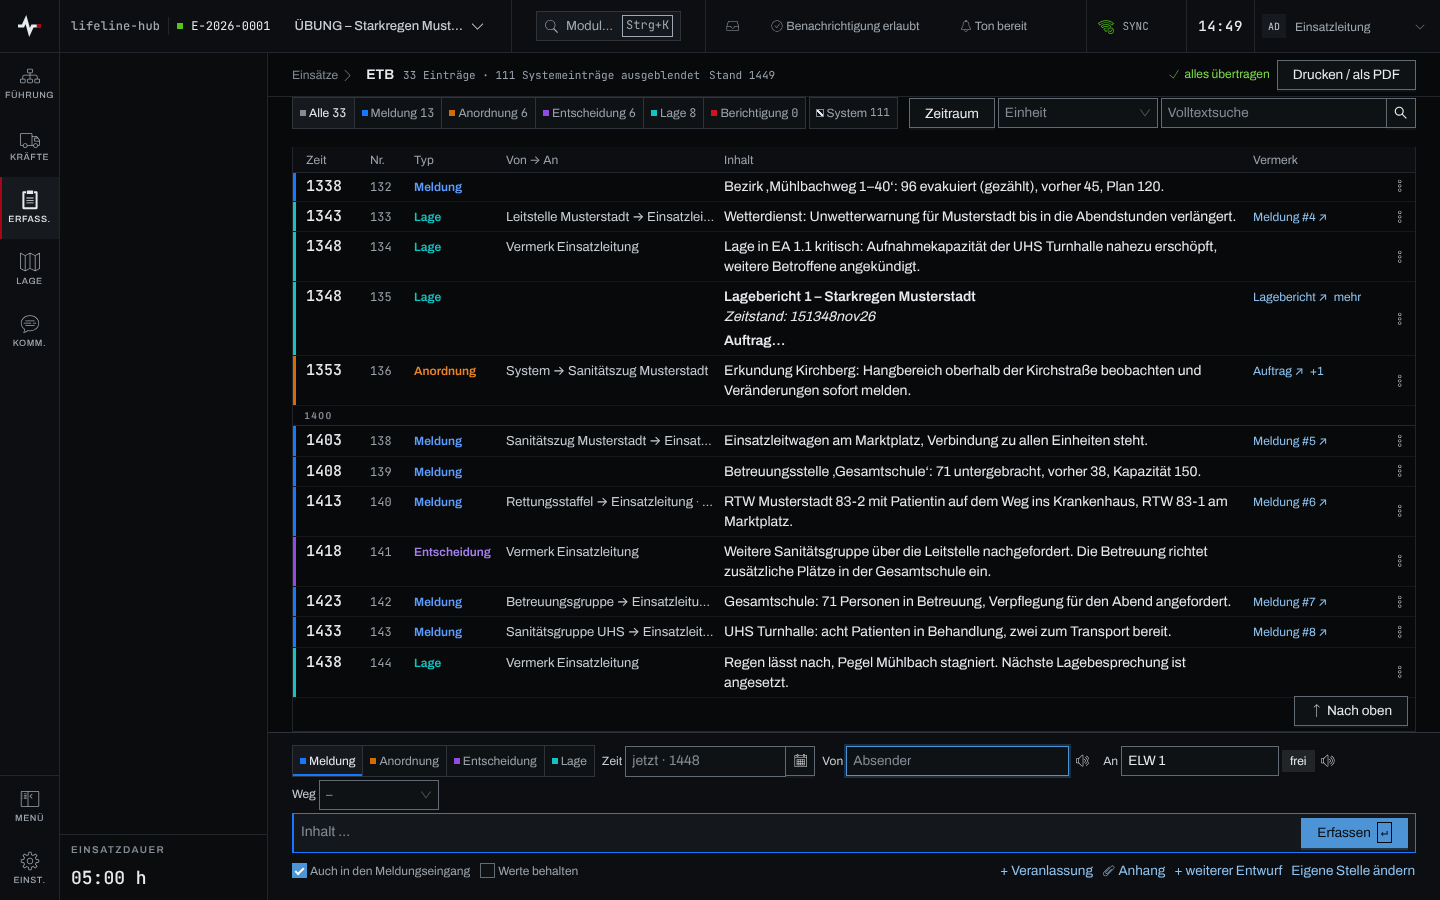 lifeline-hub E-2026-0001 ÜBUNG – Starkregen Must... Modul... Strg+K Benachrichtigung erlaubt Ton bereit SYNC 14:49 AD Einsatzleitung
FÜHRUNG
KRÄFTE
ERFASS.
LAGE
KOMM.
MENÜ
EINST.
EINSATZDAUER
05:00 h
Einsätze ETB 33 Einträge · 111 Systemeinträge ausgeblendet Stand 1449 alles übertragen Drucken / als PDF
Alle 33 Meldung 13 Anordnung 6 Entscheidung 6 Lage 8 Berichtigung 0 System 111 Zeitraum Einheit Volltextsuche
Zeit Nr. Typ Von → An Inhalt Vermerk
1338 132 Meldung Bezirk ‚Mühlbachweg 1–40‘: 96 evakuiert (gezählt), vorher 45, Plan 120.
1343 133 Lage Leitstelle Musterstadt → Einsatzlei... Wetterdienst: Unwetterwarnung für Musterstadt bis in die Abendstunden verlängert. Meldung #4 ↗
1348 134 Lage Vermerk Einsatzleitung Lage in EA 1.1 kritisch: Aufnahmekapazität der UHS Turnhalle nahezu erschöpft,
weitere Betroffene angekündigt.
1348 135 Lage Lagebericht 1 – Starkregen Musterstadt Lagebericht ↗ mehr
Zeitstand: 151348nov26
Auftrag...
1353 136 Anordnung System → Sanitätszug Musterstadt Erkundung Kirchberg: Hangbereich oberhalb der Kirchstraße beobachten und Auftrag ↗ +1
Veränderungen sofort melden.
1400
1403 138 Meldung Sanitätszug Musterstadt → Einsat... Einsatzleitwagen am Marktplatz, Verbindung zu allen Einheiten steht. Meldung #5 ↗
1408 139 Meldung Betreuungsstelle ‚Gesamtschule‘: 71 untergebracht, vorher 38, Kapazität 150.
1413 140 Meldung Rettungsstaffel → Einsatzleitung · ... RTW Musterstadt 83-2 mit Patientin auf dem Weg ins Krankenhaus, RTW 83-1 am Meldung #6 ↗
Marktplatz.
1418 141 Entscheidung Vermerk Einsatzleitung Weitere Sanitätsgruppe über die Leitstelle nachgefordert. Die Betreuung richtet
zusätzliche Plätze in der Gesamtschule ein.
1423 142 Meldung Betreuungsgruppe → Einsatzleitu... Gesamtschule: 71 Personen in Betreuung, Verpflegung für den Abend angefordert. Meldung #7 ↗
1433 143 Meldung Sanitätsgruppe UHS → Einsatzleit... UHS Turnhalle: acht Patienten in Behandlung, zwei zum Transport bereit. Meldung #8 ↗
1438 144 Lage Vermerk Einsatzleitung Regen lässt nach, Pegel Mühlbach stagniert. Nächste Lagebesprechung ist
angesetzt.
↑ Nach oben
Meldung Anordnung Entscheidung Lage Zeit jetzt · 1448 Von Absender An ELW 1 frei
Weg –
Inhalt ... Erfassen ↵
Auch in den Meldungseingang Werte behalten + Veranlassung Anhang + weiterer Entwurf Eigene Stelle ändern